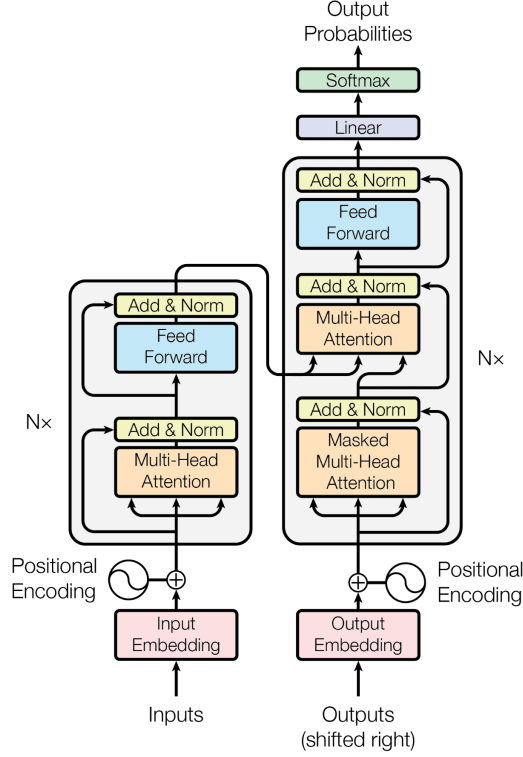 Output
Probabilities
Softmax
Linear
Add & Norm
Feed
Forward
Add & Norm
Multi-Head
Attention
Add & Norm
Masked
Multi-Head
Attention
N×
Add & Norm
Feed
Forward
Add & Norm
Multi-Head
Attention
N×
Positional
Encoding
Positional
Encoding
Input
Embedding
Output
Embedding
Inputs
Outputs
(shifted right)